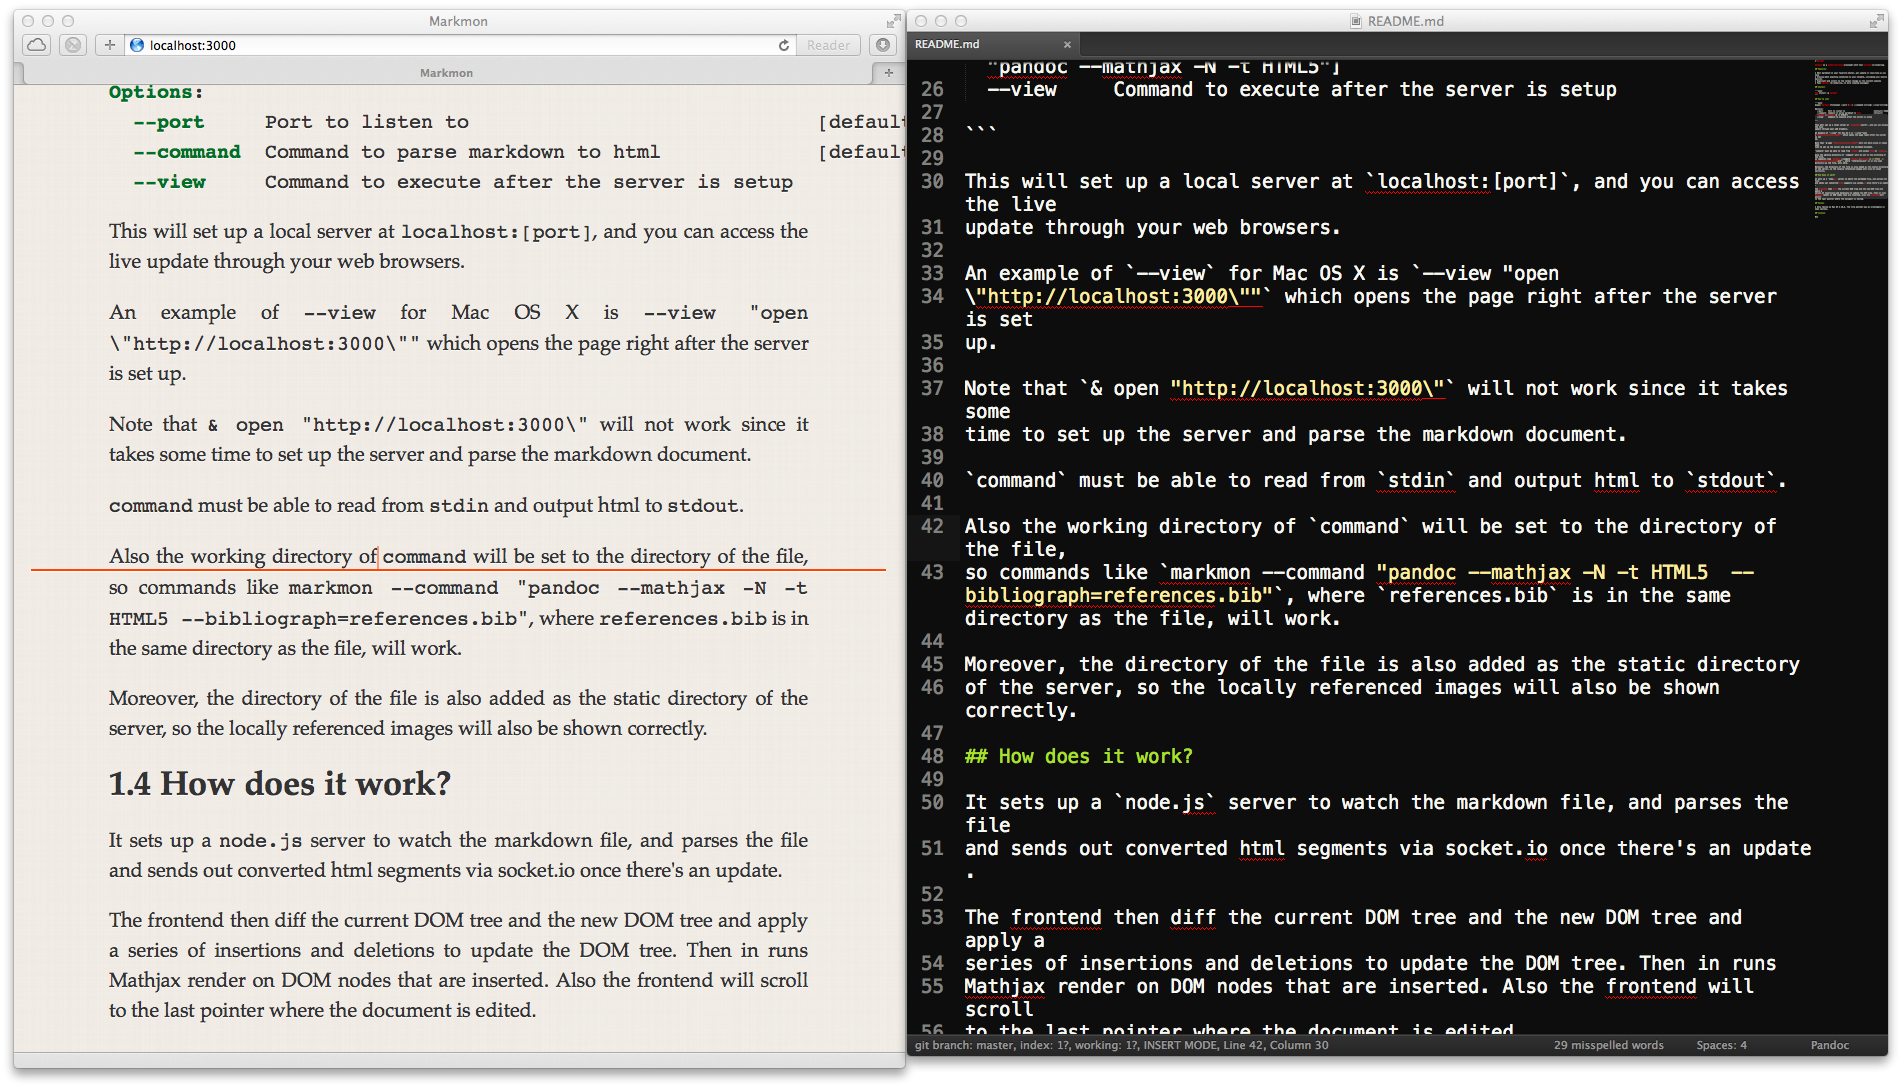 Markmon
localhost:3000
Reader
Markmon
Options:
--port Port to listen to [default
--command Command to parse markdown to html [default
--view Command to execute after the server is setup
This will set up a local server at localhost:[port], and you can access the
live update through your web browsers.
An example of --view for Mac OS X is --view "open
\"http://localhost:3000\"" which opens the page right after the server
is set up.
Note that & open "http://localhost:3000\" will not work since it
takes some time to set up the server and parse the markdown document.
command must be able to read from stdin and output html to stdout.
Also the working directory of command will be set to the directory of the file,
so commands like markmon --command "pandoc --mathjax -N -t
HTML5 --bibliograph=references.bib", where references.bib is in
the same directory as the file, will work.
Moreover, the directory of the file is also added as the static directory of the
server, so the locally referenced images will also be shown correctly.
1.4 How does it work?
It sets up a node.js server to watch the markdown file, and parses the file
and sends out converted html segments via socket.io once there's an update.
The frontend then diff the current DOM tree and the new DOM tree and apply
a series of insertions and deletions to update the DOM tree. Then in runs
Mathjax render on DOM nodes that are inserted. Also the frontend will scroll
to the last pointer where the document is edited.
README.md
README.md
"pandoc --mathjax -N -t HTML5"]
26 --view Command to execute after the server is setup
27
28 ```
29
30 This will set up a local server at `localhost:[port]`, and you can access
the live
31 update through your web browsers.
32
33 An example of `--view` for Mac OS X is `--view "open
34 \"http://localhost:3000\""` which opens the page right after the server
is set
35 up.
36
37 Note that `& open "http://localhost:3000\"` will not work since it takes
some
38 time to set up the server and parse the markdown document.
39
40 `command` must be able to read from `stdin` and output html to `stdout`.
41
42 Also the working directory of `command` will be set to the directory of
the file,
43 so commands like `markmon --command "pandoc --mathjax -N -t HTML5 --
bibliograph=references.bib"`, where `references.bib` is in the same
directory as the file, will work.
44
45 Moreover, the directory of the file is also added as the static directory
46 of the server, so the locally referenced images will also be shown
correctly.
47
48 ## How does it work?
49
50 It sets up a `node.js` server to watch the markdown file, and parses the
file
51 and sends out converted html segments via socket.io once there's an update
.
52
53 The frontend then diff the current DOM tree and the new DOM tree and
apply a
54 series of insertions and deletions to update the DOM tree. Then in runs
55 Mathjax render on DOM nodes that are inserted. Also the frontend will
scroll
56 to the last pointer where the document is edited
git branch: master, index: 1?, working: 1?, INSERT MODE, Line 42, Column 30
29 misspelled words
Spaces: 4
Pandoc